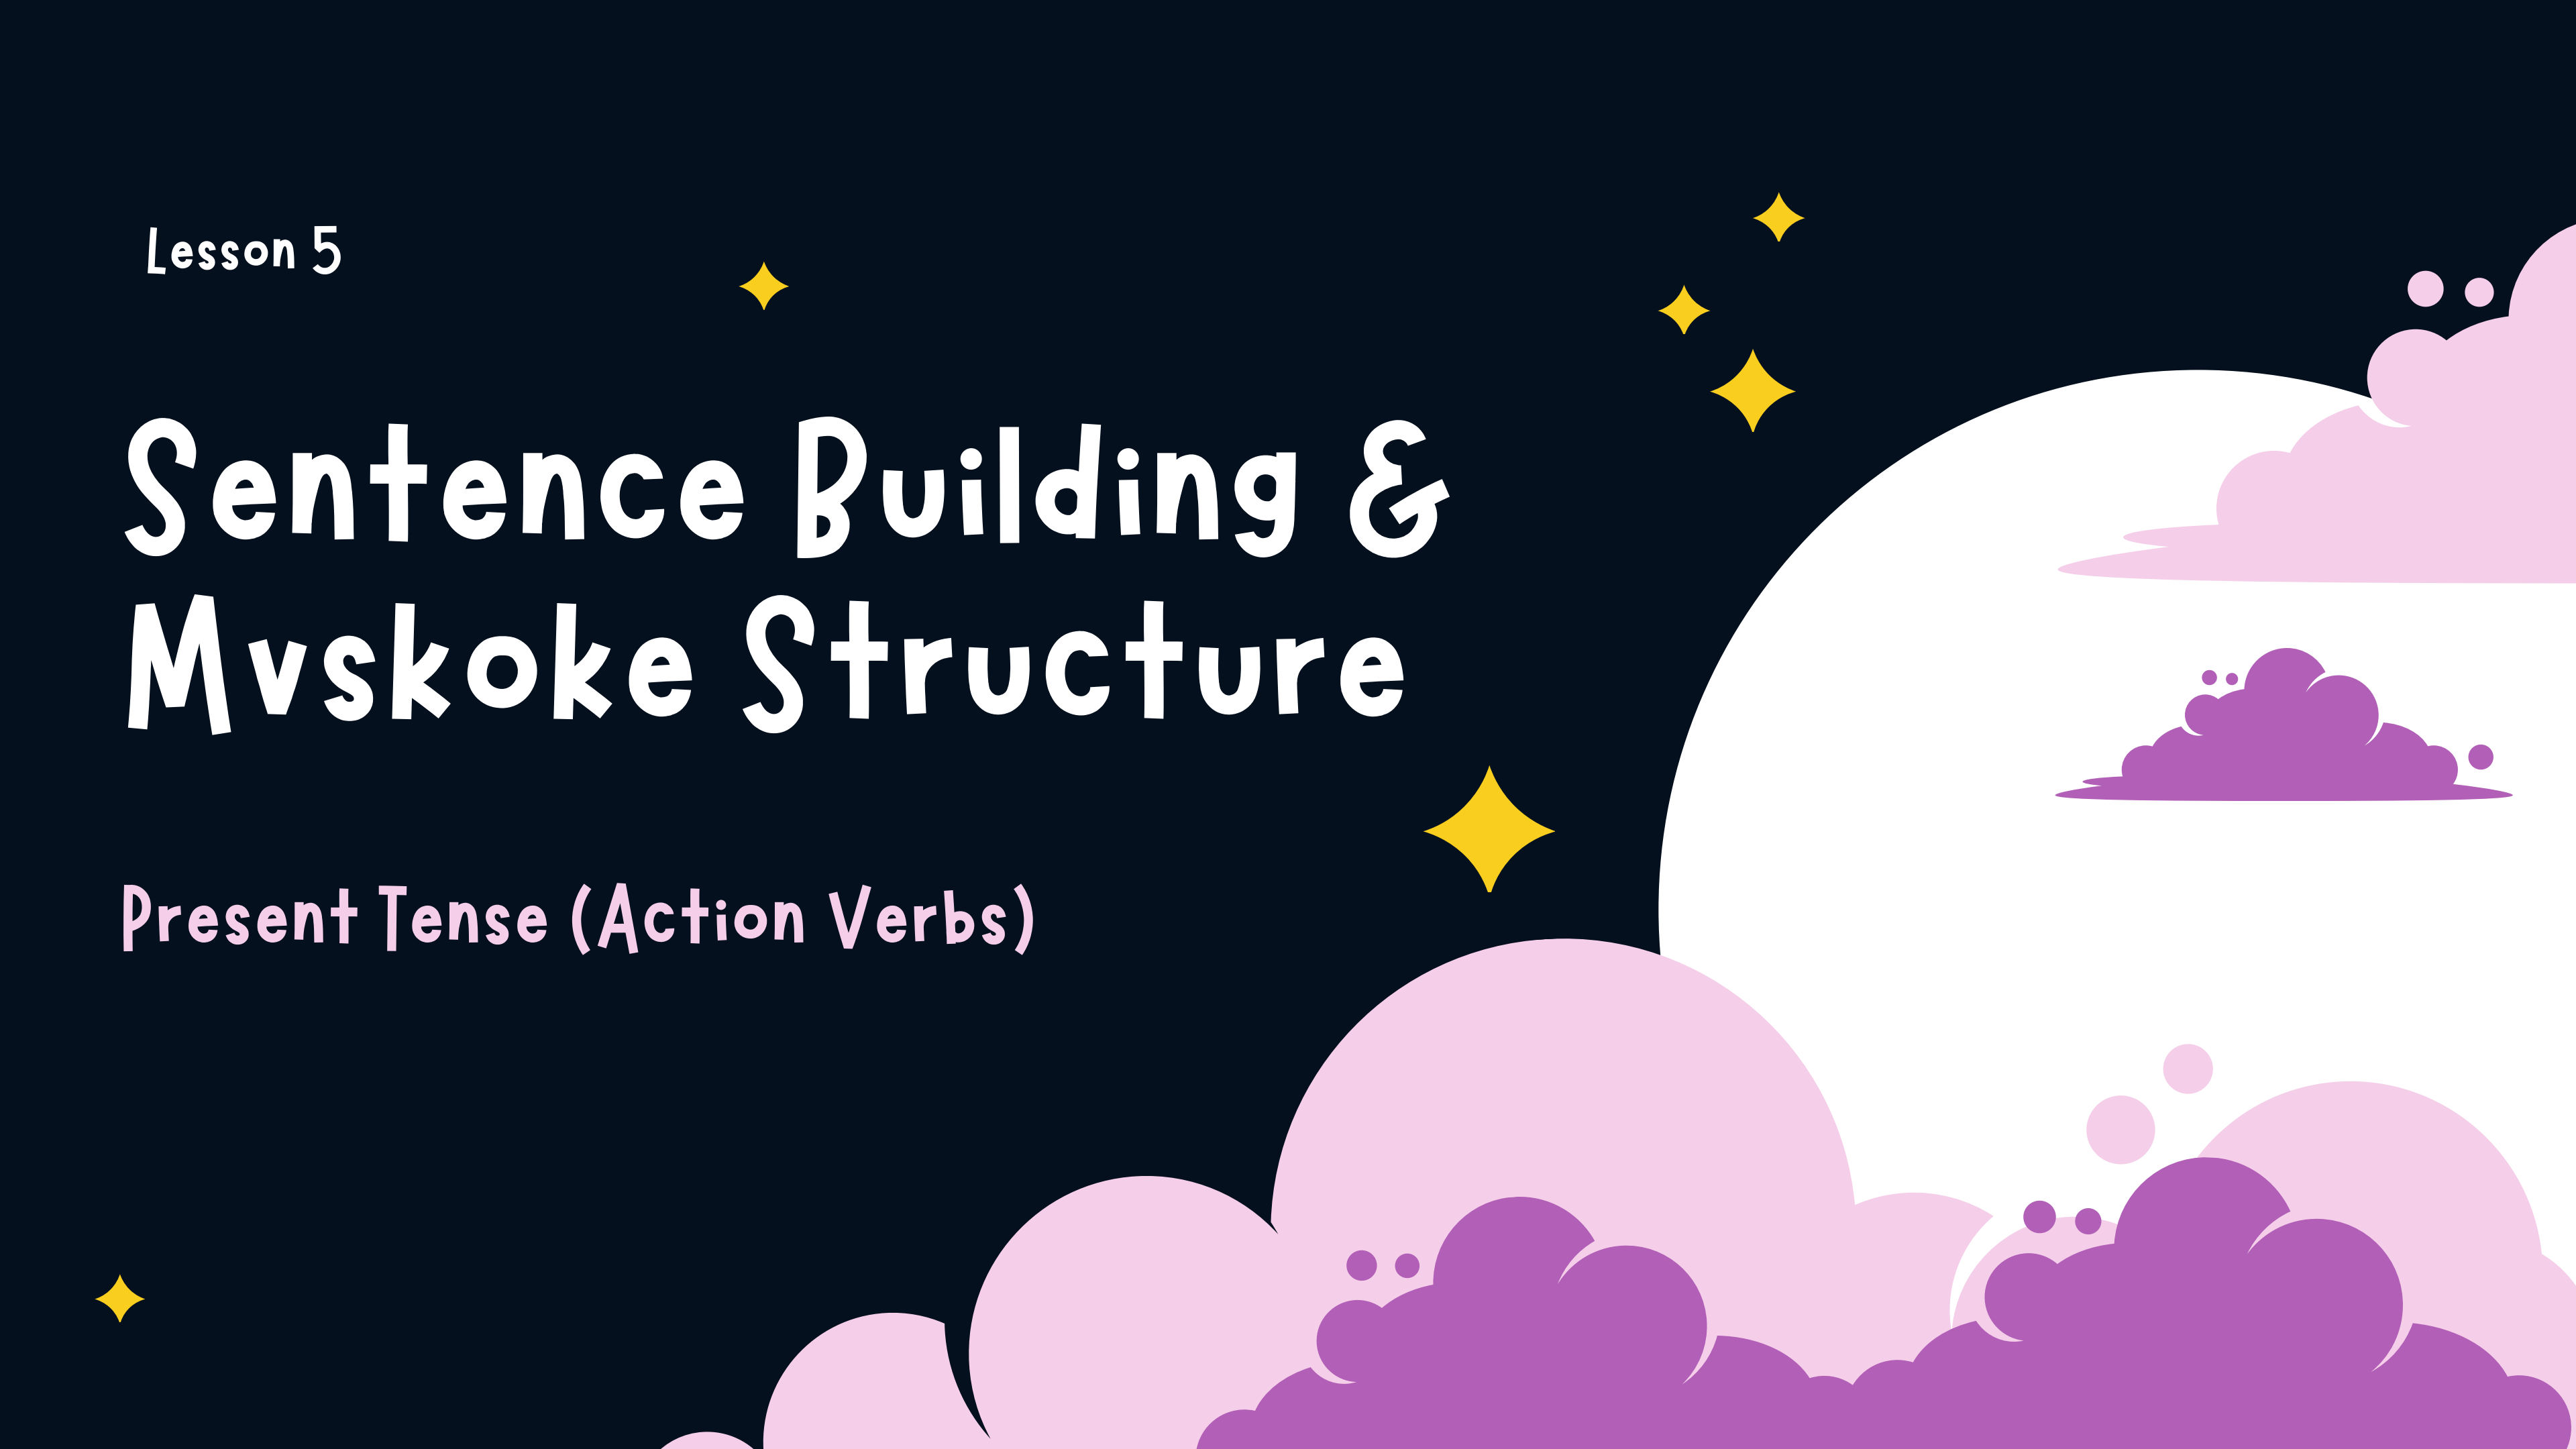 Lesson 5
Sentence Building &
Mvskoke Structure
Present Tense (Action Verbs)